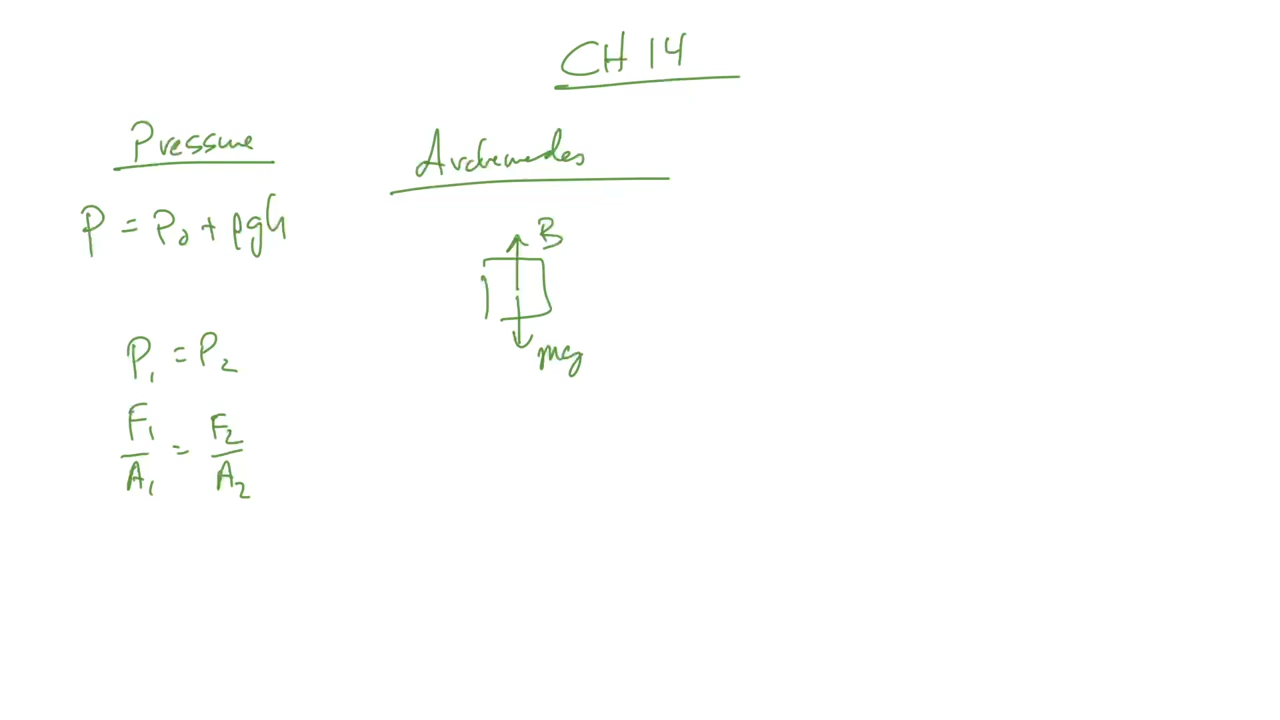 CH 14
Pressure
P = P₀ + ρgh
P₁ = P₂
F₁/A₁ = F₂/A₂
Archimedes
B
mg